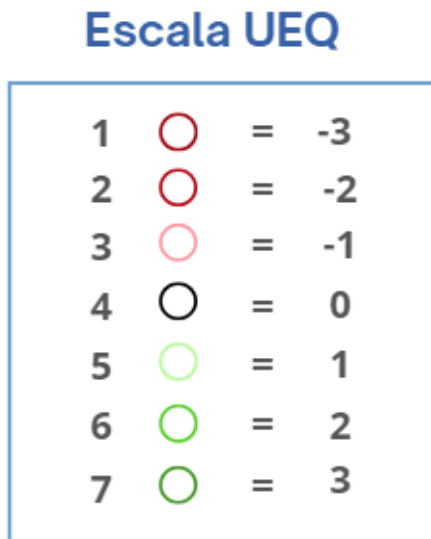 Escala UEQ
1 = -3
2 = -2
3 = -1
4 = 0
5 = 1
6 = 2
7 = 3